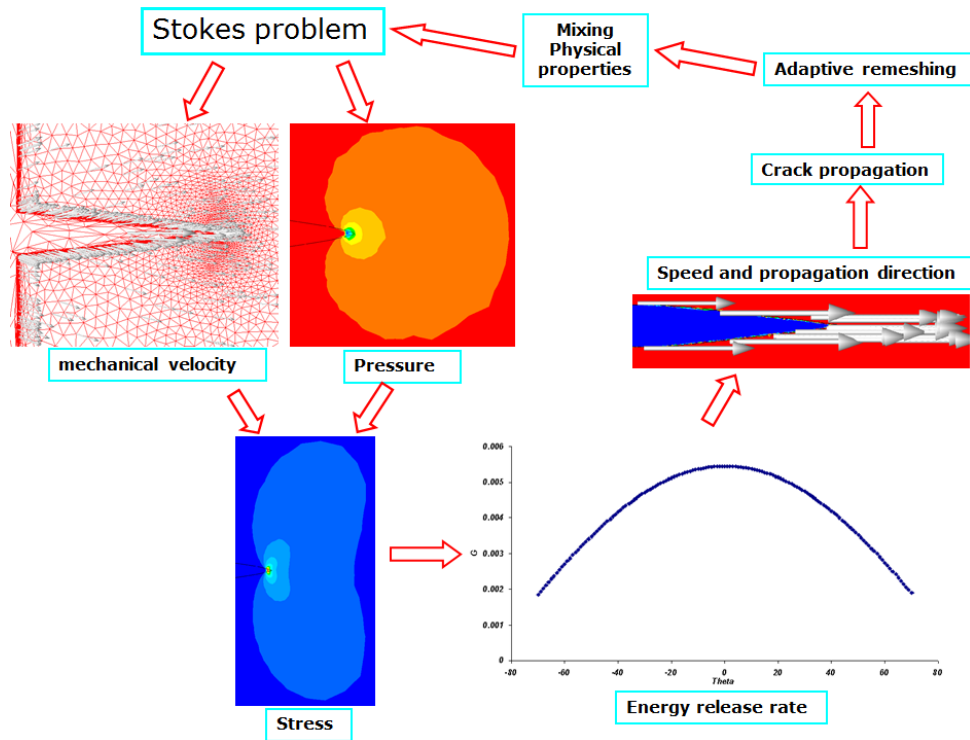 Stokes problem
Mixing
Physical
properties
Adaptive remeshing
Crack propagation
Speed and propagation direction
mechanical velocity
Pressure
Stress
0.006
0.005
0.004
0.003
0.002
0.001
0
G
-80
-60
-40
-20
0
20
40
60
80
Theta
Energy release rate